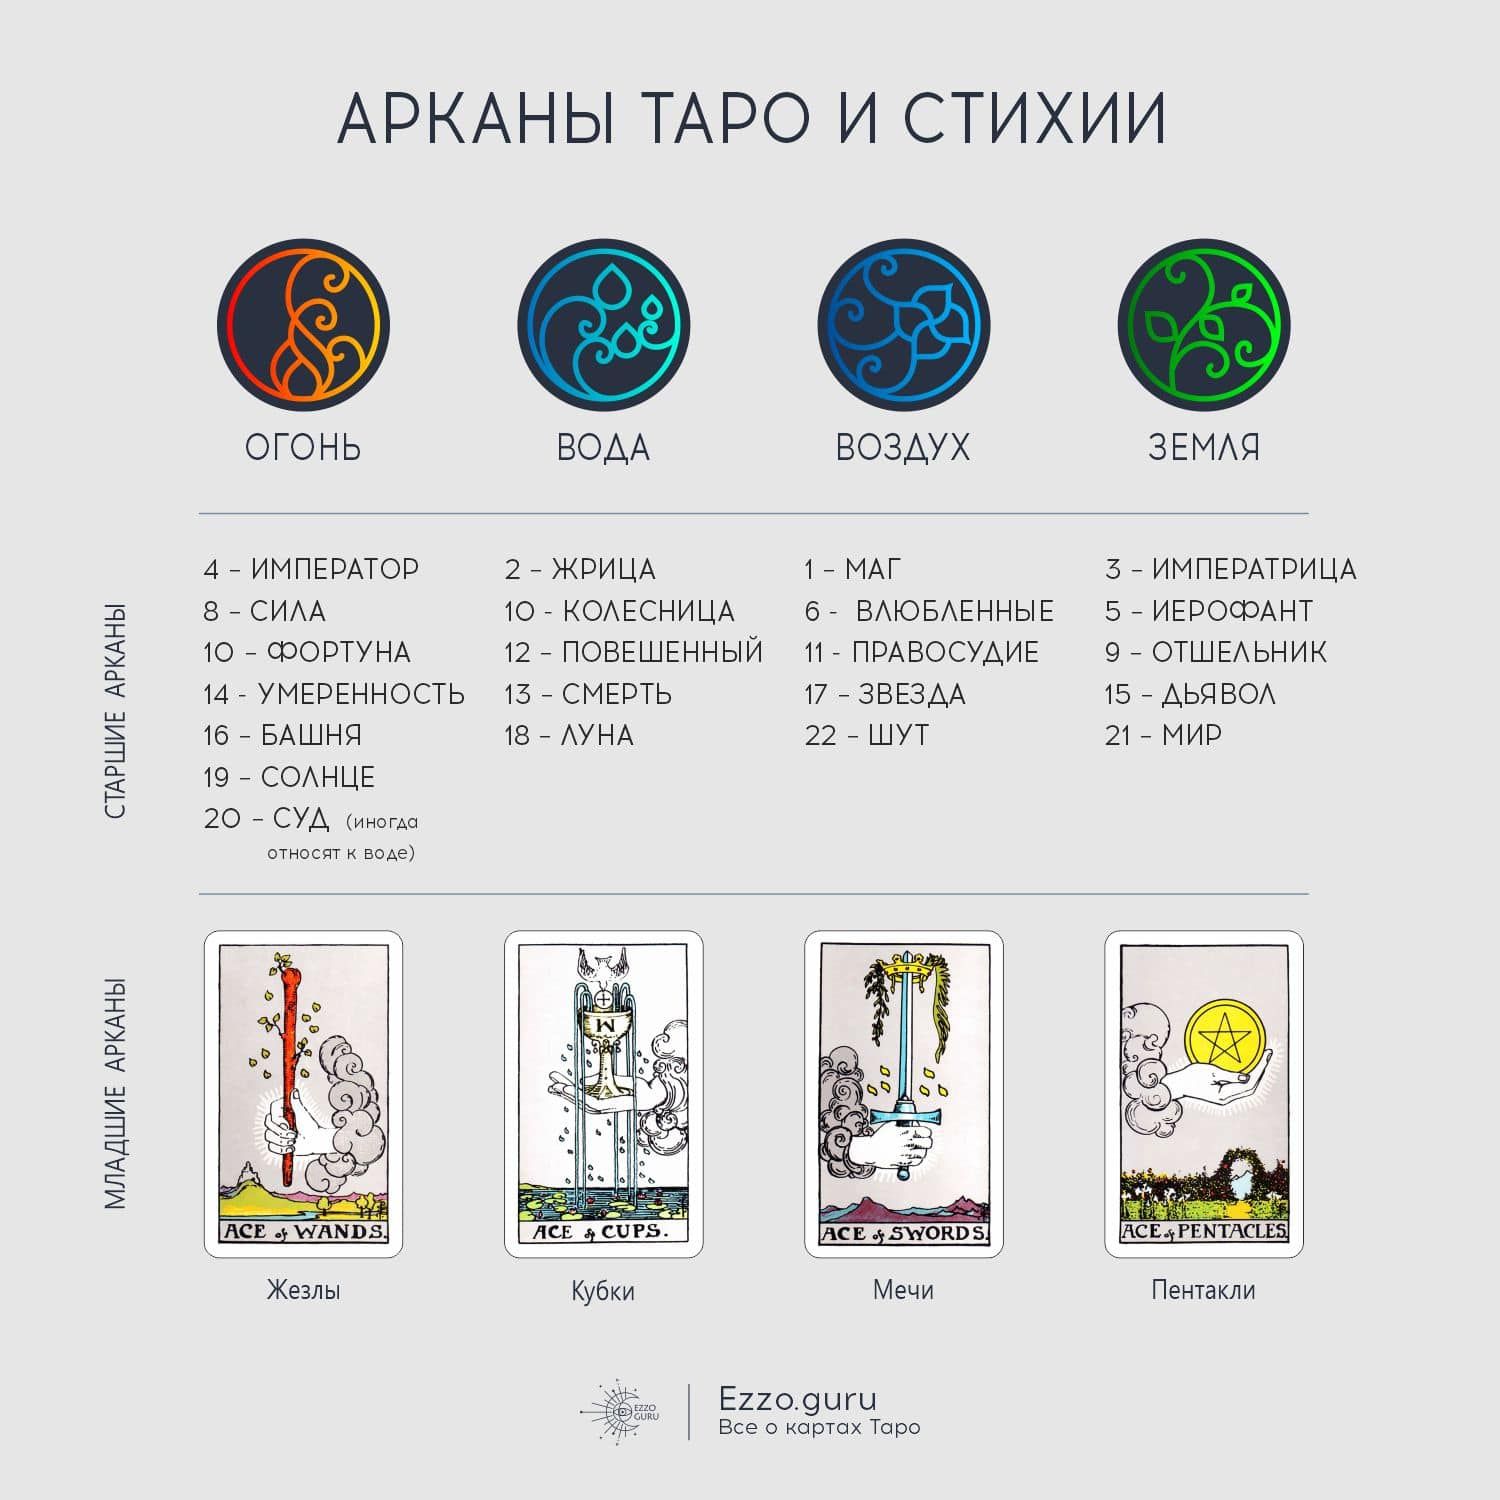 АРКАНЫ ТАРО И СТИХИИ
ОГОНЬ
ВОДА
ВОЗДУХ
ЗЕМЛЯ
СТАРШИЕ АРКАНЫ
4 – ИМПЕРАТОР
8 – СИЛА
10 – ФОРТУНА
14 - УМЕРЕННОСТЬ
16 – БАШНЯ
19 – СОЛНЦЕ
20 – СУД (иногда
относят к воде)
2 – ЖРИЦА
10 - КОЛЕСНИЦА
12 – ПОВЕШЕННЫЙ
13 – СМЕРТЬ
18 – ЛУНА
1 – МАГ
6 - ВЛЮБЛЕННЫЕ
11 - ПРАВОСУДИЕ
17 – ЗВЕЗДА
22 – ШУТ
3 – ИМПЕРАТРИЦА
5 – ИЕРОФАНТ
9 – ОТШЕЛЬНИК
15 – ДЬЯВОЛ
21 – МИР
МЛАДШИЕ АРКАНЫ
ACE of WANDS.
Жезлы
ACE of CUPS.
Кубки
ACE of SWORDS.
Мечи
ACE of PENTACLES.
Пентакли
EZZO
GURU
Ezzo.guru
Все о картах Таро